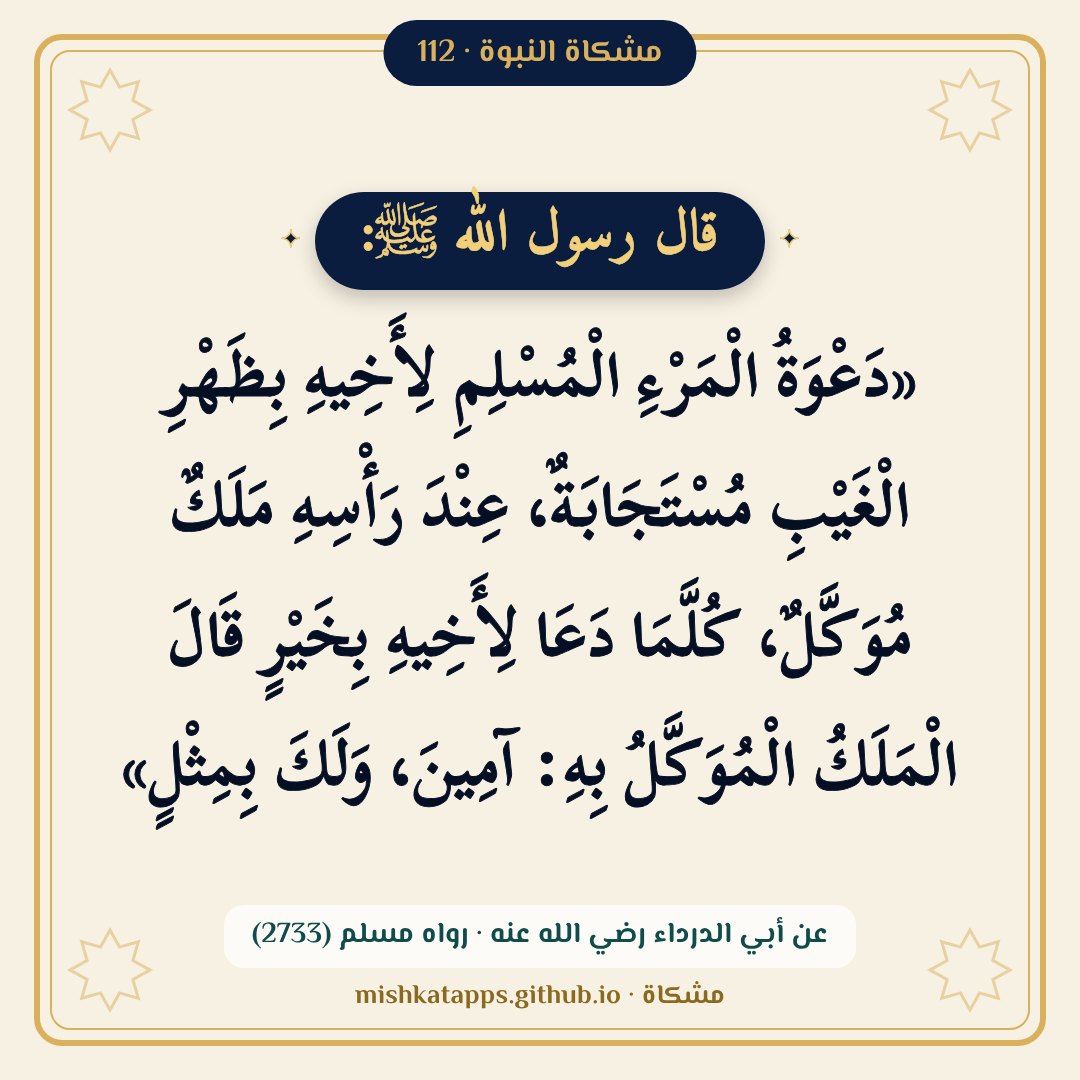 مشكاة النبوة · 112
قال رسول الله ﷺ:
«دَعْوَةُ الْمَرْءِ الْمُسْلِمِ لِأَخِيهِ بِظَهْرِ
الْغَيْبِ مُسْتَجَابَةٌ، عِنْدَ رَأْسِهِ مَلَكٌ
مُوَكَّلٌ، كُلَّمَا دَعَا لِأَخِيهِ بِخَيْرٍ قَالَ
الْمَلَكُ الْمُوَكَّلُ بِهِ: آمِينَ، وَلَكَ بِمِثْلٍ»
عن أبي الدرداء رضي الله عنه · رواه مسلم (2733)
مشكاة · mishkatapps.github.io